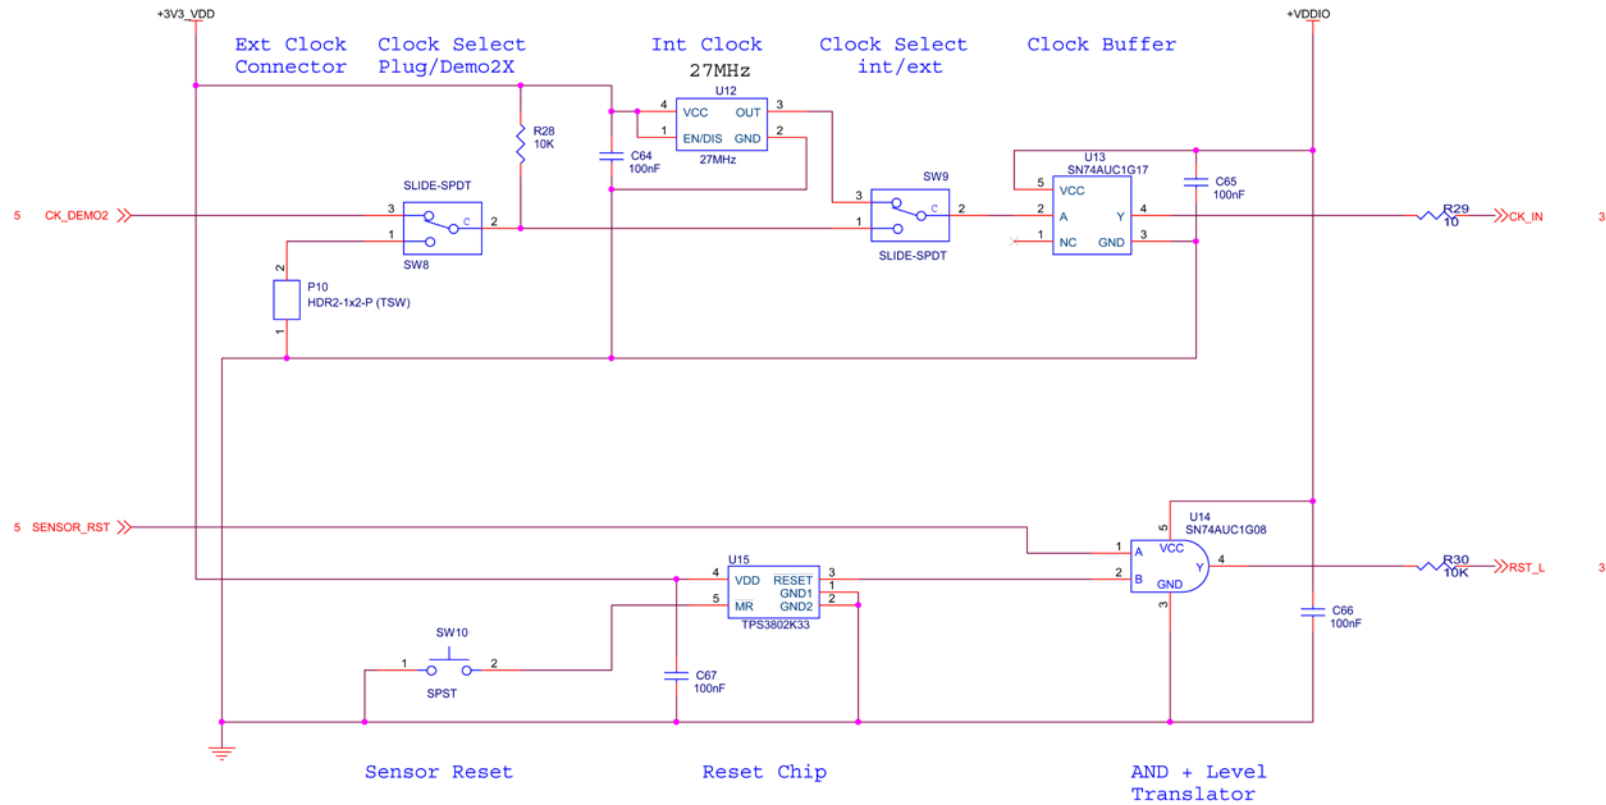 +3V3_VDD
+VDDIO
Ext Clock
Connector
Clock Select
Plug/Demo2X
Int Clock
27MHz
Clock Select
int/ext
Clock Buffer
U12
4 VCC OUT 3
1 EN/DIS GND 2
27MHz
R28
10K
C64
100nF
SLIDE-SPDT
5 CK_DEMO2
3
C
2
1
SW8
2
P10
HDR2-1x2-P (TSW)
1
SW9
3
C
2
1
SLIDE-SPDT
U13
SN74AUC1G17
5 VCC
2 A Y 4
1 NC GND 3
C65
100nF
R29
10
CK_IN 3
5 SENSOR_RST
U14
SN74AUC1G08
5
VCC
1 A
Y 4
2 B
GND
3
R30
10K
RST_L 3
U15
4 VDD RESET 3
GND1 1
5 MR GND2 2
TPS3802K33
C66
100nF
SW10
1 2
SPST
C67
100nF
Sensor Reset
Reset Chip
AND + Level
Translator